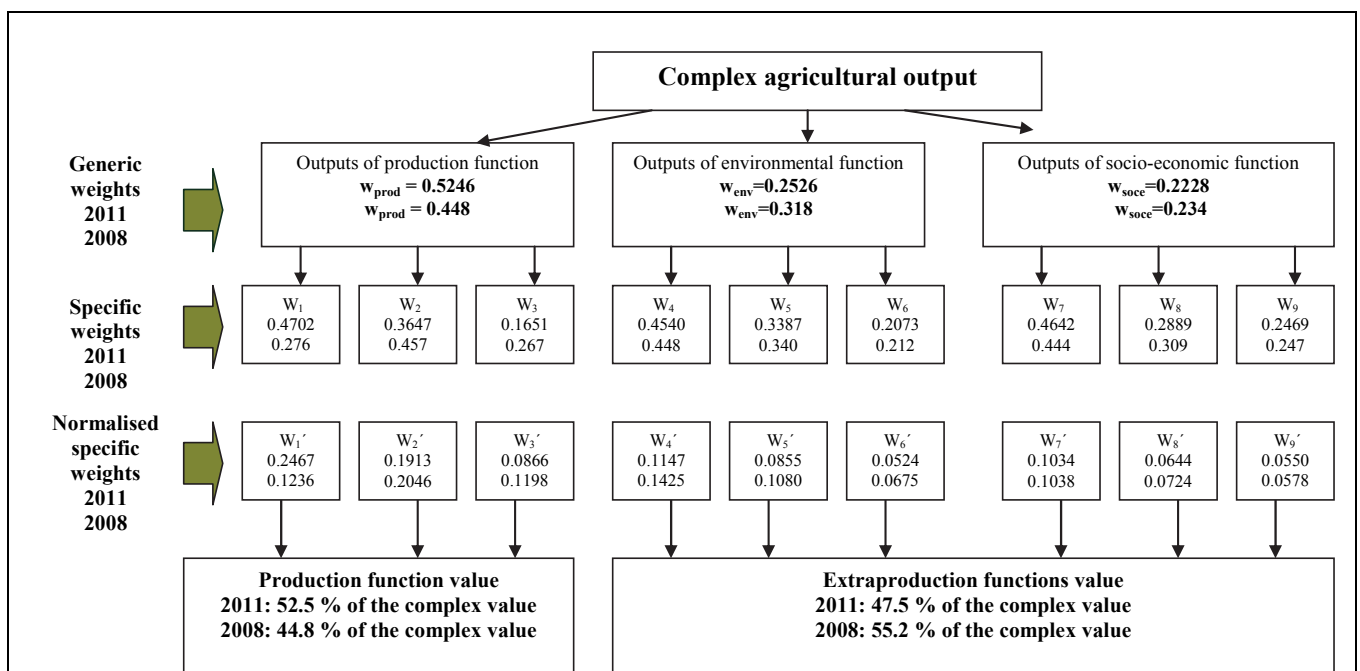 Complex agricultural output
Generic
weights
2011
2008
Outputs of production function
wprod = 0.5246
wprod = 0.448
Outputs of environmental function
wenv=0.2526
wenv=0.318
Outputs of socio-economic function
wsoce=0.2228
wsoce=0.234
Specific
weights
2011
2008
W1
0.4702
0.276
W2
0.3647
0.457
W3
0.1651
0.267
W4
0.4540
0.448
W5
0.3387
0.340
W6
0.2073
0.212
W7
0.4642
0.444
W8
0.2889
0.309
W9
0.2469
0.247
Normalised
specific
weights
2011
2008
W1´
0.2467
0.1236
W2´
0.1913
0.2046
W3´
0.0866
0.1198
W4´
0.1147
0.1425
W5´
0.0855
0.1080
W6´
0.0524
0.0675
W7´
0.1034
0.1038
W8´
0.0644
0.0724
W9´
0.0550
0.0578
Production function value
2011: 52.5 % of the complex value
2008: 44.8 % of the complex value
Extraproduction functions value
2011: 47.5 % of the complex value
2008: 55.2 % of the complex value